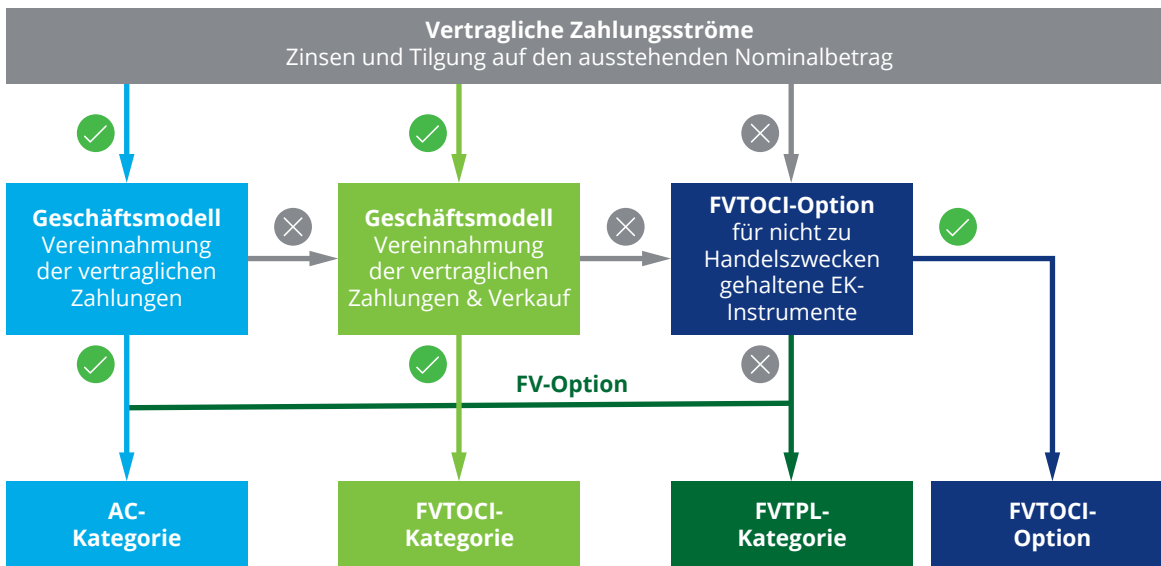 Vertragliche Zahlungsströme
Zinsen und Tilgung auf den ausstehenden Nominalbetrag
Geschäftsmodell
Vereinnahmung
der vertraglichen
Zahlungen
Geschäftsmodell
Vereinnahmung
der vertraglichen
Zahlungen & Verkauf
FVTOCI-Option
für nicht zu
Handelszwecken
gehaltene EK-
Instrumente
FV-Option
AC-
Kategorie
FVTOCI-
Kategorie
FVTPL-
Kategorie
FVTOCI-
Option